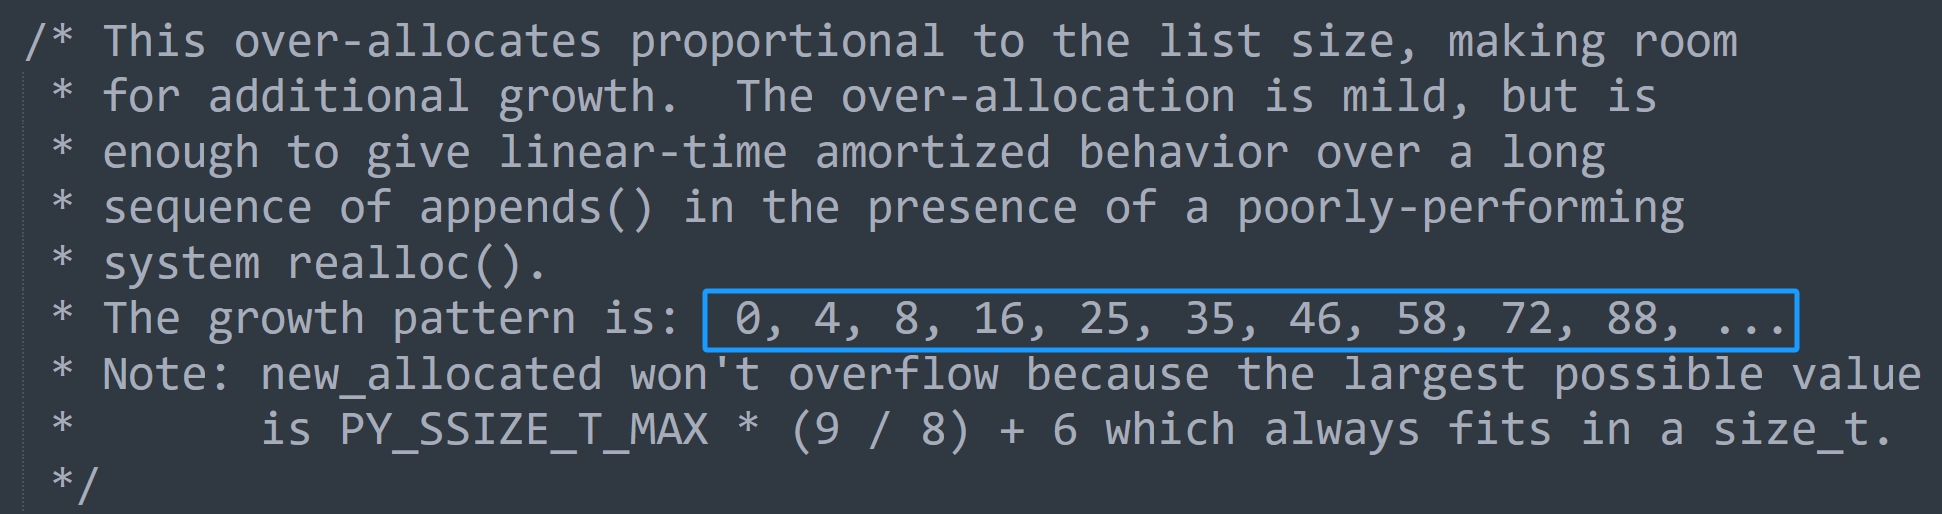 /* This over-allocates proportional to the list size, making room
 * for additional growth.  The over-allocation is mild, but is
 * enough to give linear-time amortized behavior over a long
 * sequence of appends() in the presence of a poorly-performing
 * system realloc().
 * The growth pattern is:  0, 4, 8, 16, 25, 35, 46, 58, 72, 88, ...
 * Note: new_allocated won't overflow because the largest possible value
 *       is PY_SSIZE_T_MAX * (9 / 8) + 6 which always fits in a size_t.
 */